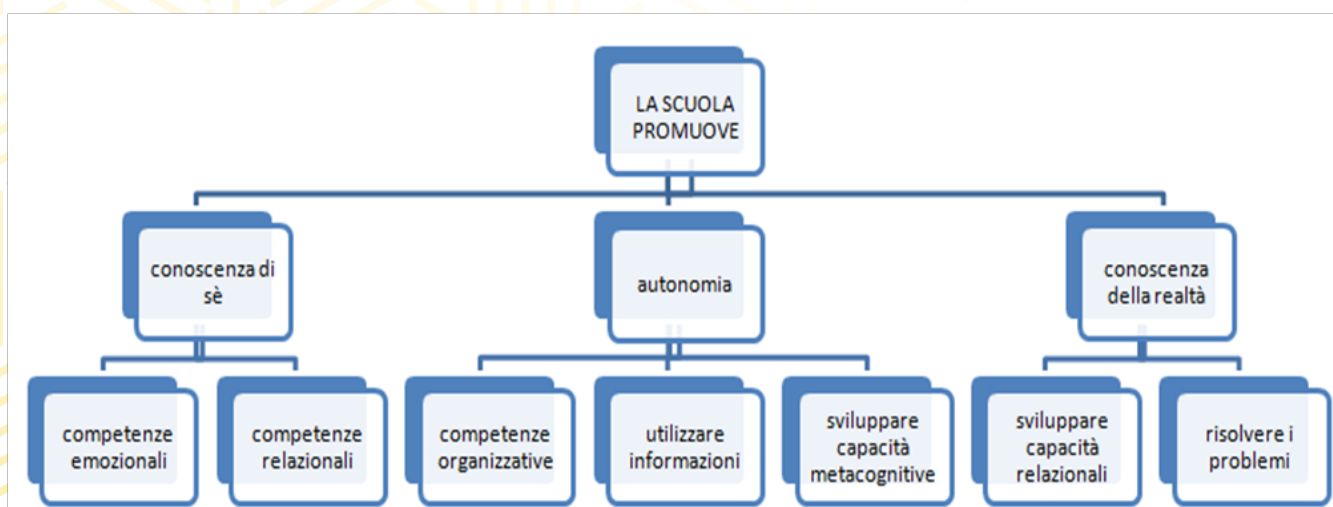 LA SCUOLA
PROMUOVE
conoscenza di
sè
autonomia
conoscenza
della realtà
competenze
emozionali
competenze
relazionali
competenze
organizzative
utilizzare
informazioni
sviluppare
capacità
metacognitive
sviluppare
capacità
relazionali
risolvere i
problemi